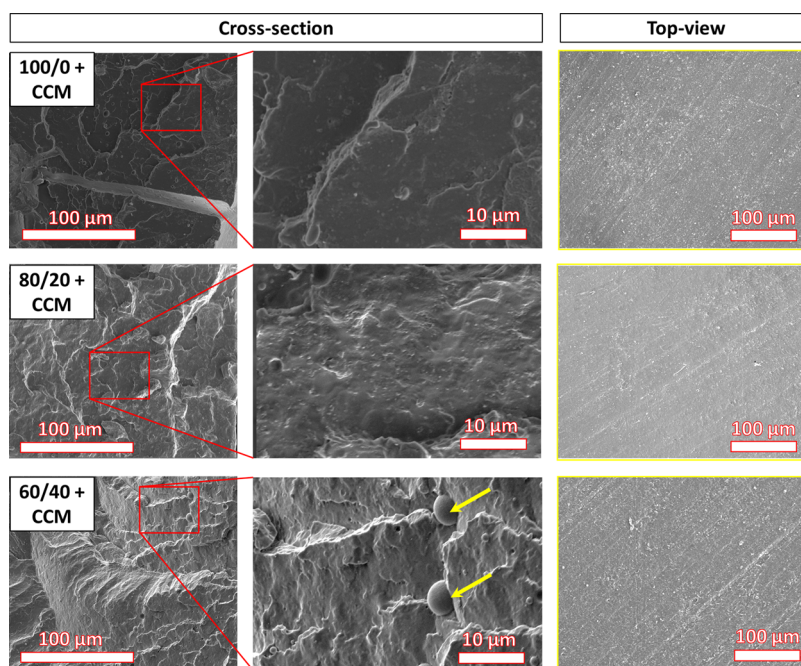 Cross-section
Top-view
100/0 +
CCM
100 µm
10 µm
100 µm
80/20 +
CCM
100 µm
10 µm
100 µm
60/40 +
CCM
100 µm
10 µm
100 µm